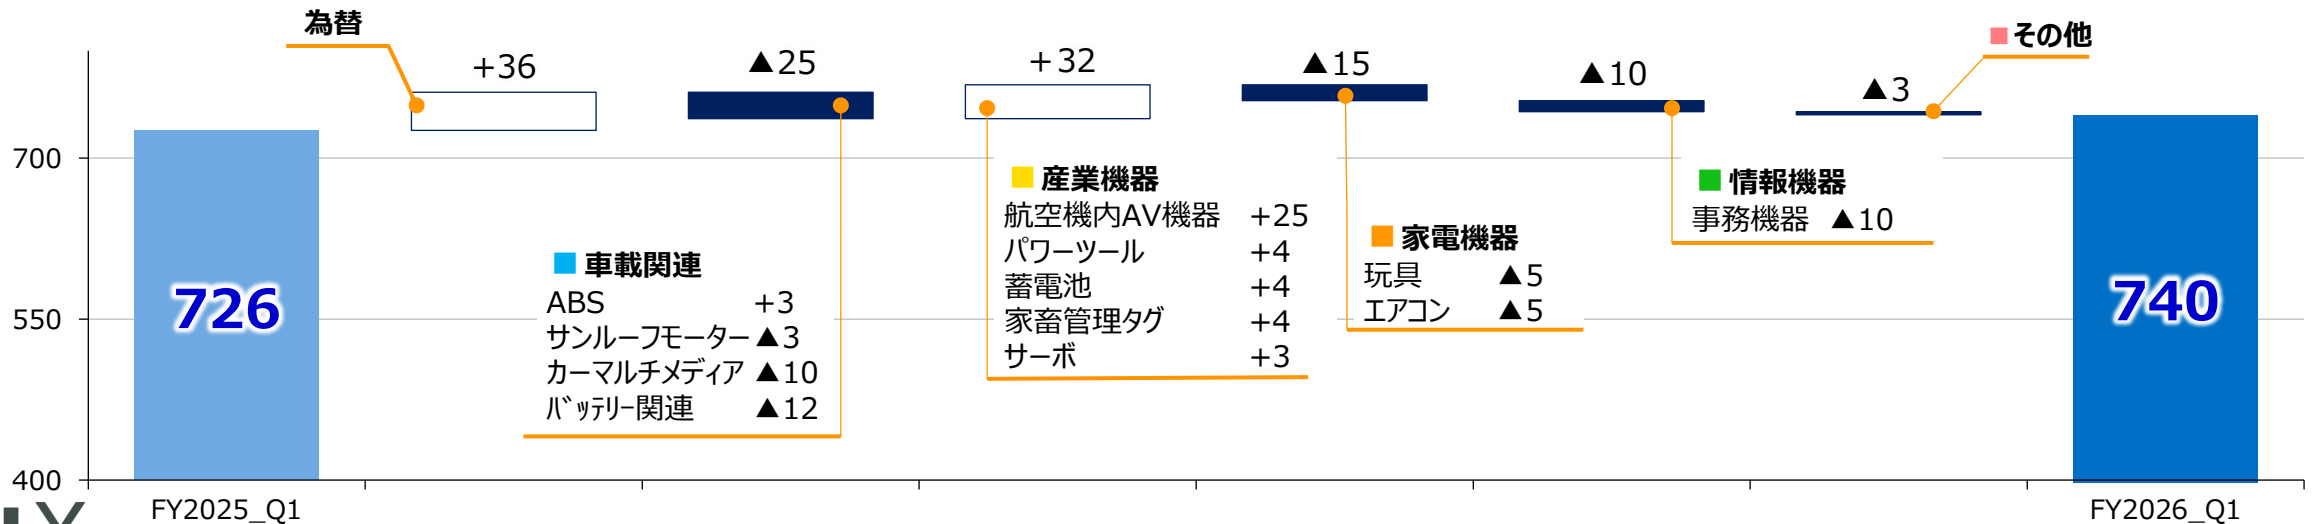 為替
+36
▲25
+32
▲15
▲10
▲3
■その他
700
550
400
726
740
■ 車載関連
ABS +3
サンルーフモーター▲3
カーマルチメディア ▲10
バッテリー関連 ▲12
■ 産業機器
航空機内AV機器 +25
パワーツール +4
蓄電池 +4
家畜管理タグ +4
サーボ +3
■ 家電機器
玩具 ▲5
エアコン ▲5
■ 情報機器
事務機器 ▲10
FY2025_Q1
FY2026_Q1